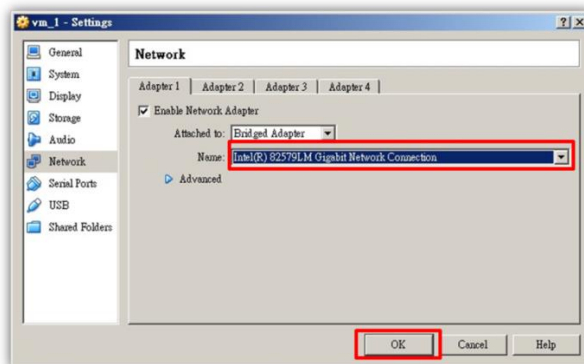 vm_1 - Settings
General
System
Display
Storage
Audio
Network
Serial Ports
USB
Shared Folders
Network
Adapter 1 Adapter 2 Adapter 3 Adapter 4
Enable Network Adapter
Attached to: Bridged Adapter
Name: Intel(R) 82579LM Gigabit Network Connection
Advanced
OK Cancel Help